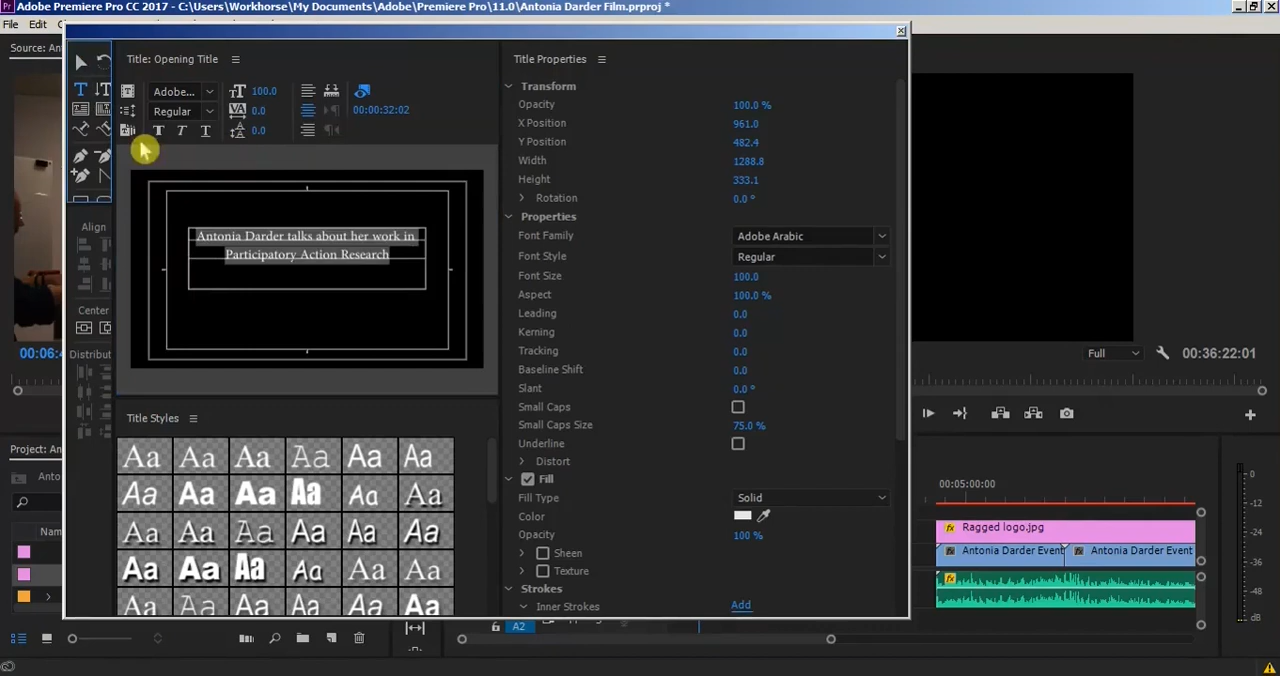 Adobe Premiere Pro CC 2017 - C:\Users\Workhorse\My Documents\Adobe\Premiere Pro\11.0\Antonia Darder Film.prproj *
File Edit
Source: An
Title: Opening Title
Adobe... 100.0
Regular 0.0 00:00:32:02
T T T 0.0
Antonia Darder talks about her work in
Participatory Action Research
Align
Center
Distribut
Title Styles
Aa Aa Aa Aa Aa Aa
Aa Aa Aa Aa Aa Aa
Aa Aa Aa Aa Aa Aa
Aa Aa Aa Aa Aa Aa
Aa Aa Aa Aa Aa Aa
Title Properties
Transform
Opacity 100.0 %
X Position 961.0
Y Position 482.4
Width 1288.8
Height 333.1
Rotation 0.0 °
Properties
Font Family Adobe Arabic
Font Style Regular
Font Size 100.0
Aspect 100.0 %
Leading 0.0
Kerning 0.0
Tracking 0.0
Baseline Shift 0.0
Slant 0.0 °
Small Caps
Small Caps Size 75.0 %
Underline
Distort
Fill
Fill Type Solid
Color
Opacity 100 %
Sheen
Texture
Strokes
Inner Strokes Add
00:06:4
Full 00:36:22:01
Project: An
Anto
Nam
00:05:00:00
fx Ragged logo.jpg
fx Antonia Darder Event fx Antonia Darder Event
fx
A2
0
-12
-24
-36
-48
dB